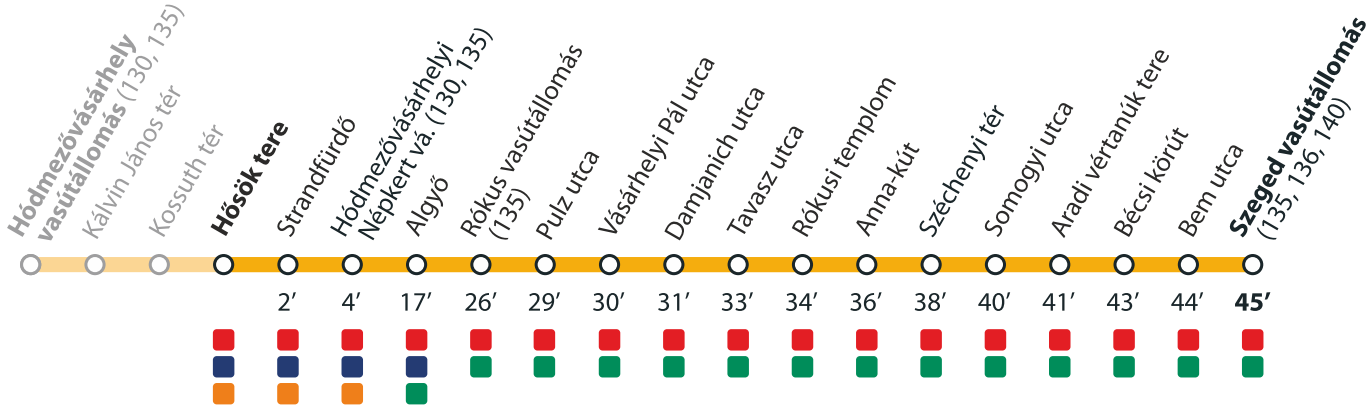 Hódmezővásárhely
vasútállomás (130, 135)
Kálvin János tér
Kossuth tér
Hősök tere
Strandfürdő
Hódmezővásárhelyi
Népkert vá. (130, 135)
Algyő
Rókus vasútállomás
(135)
Pulz utca
Vásárhelyi Pál utca
Damjanich utca
Tavasz utca
Rókusi templom
Anna-kút
Széchenyi tér
Somogyi utca
Aradi vértanúk tere
Bécsi körút
Bem utca
Szeged vasútállomás
(135, 136, 140)
2’ 4’ 17’ 26’ 29’ 30’ 31’ 33’ 34’ 36’ 38’ 40’ 41’ 43’ 44’ 45’